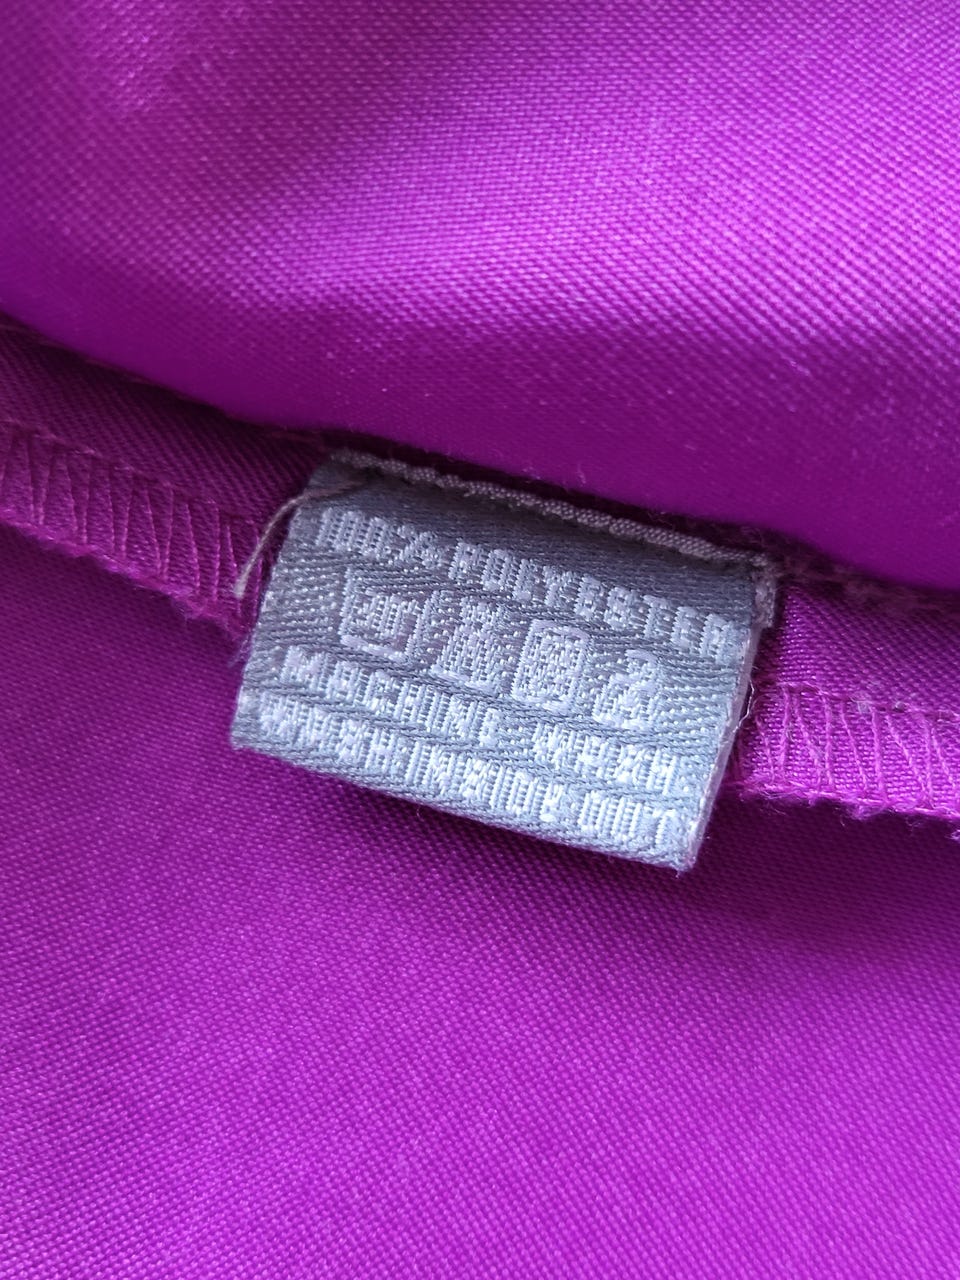 100% POLYESTER
MACHINE WASH
WASH INSIDE OUT